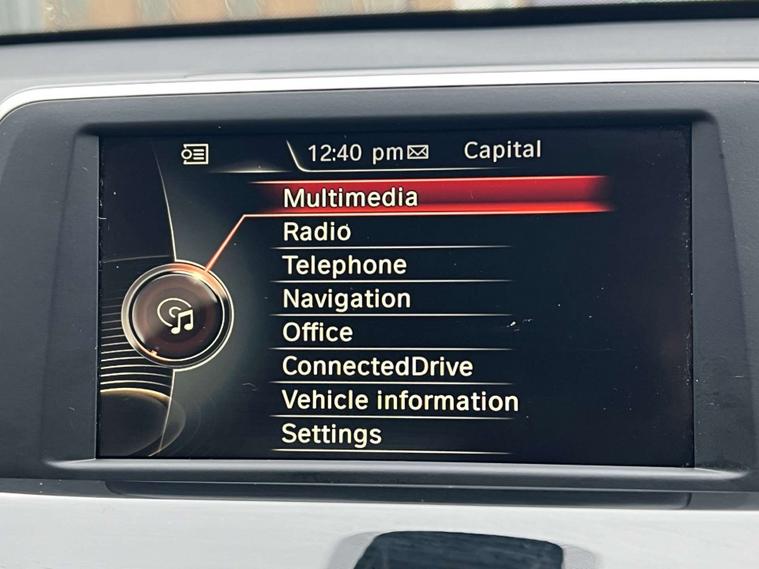 12:40 pm Capital
Multimedia
Radio
Telephone
Navigation
Office
ConnectedDrive
Vehicle information
Settings